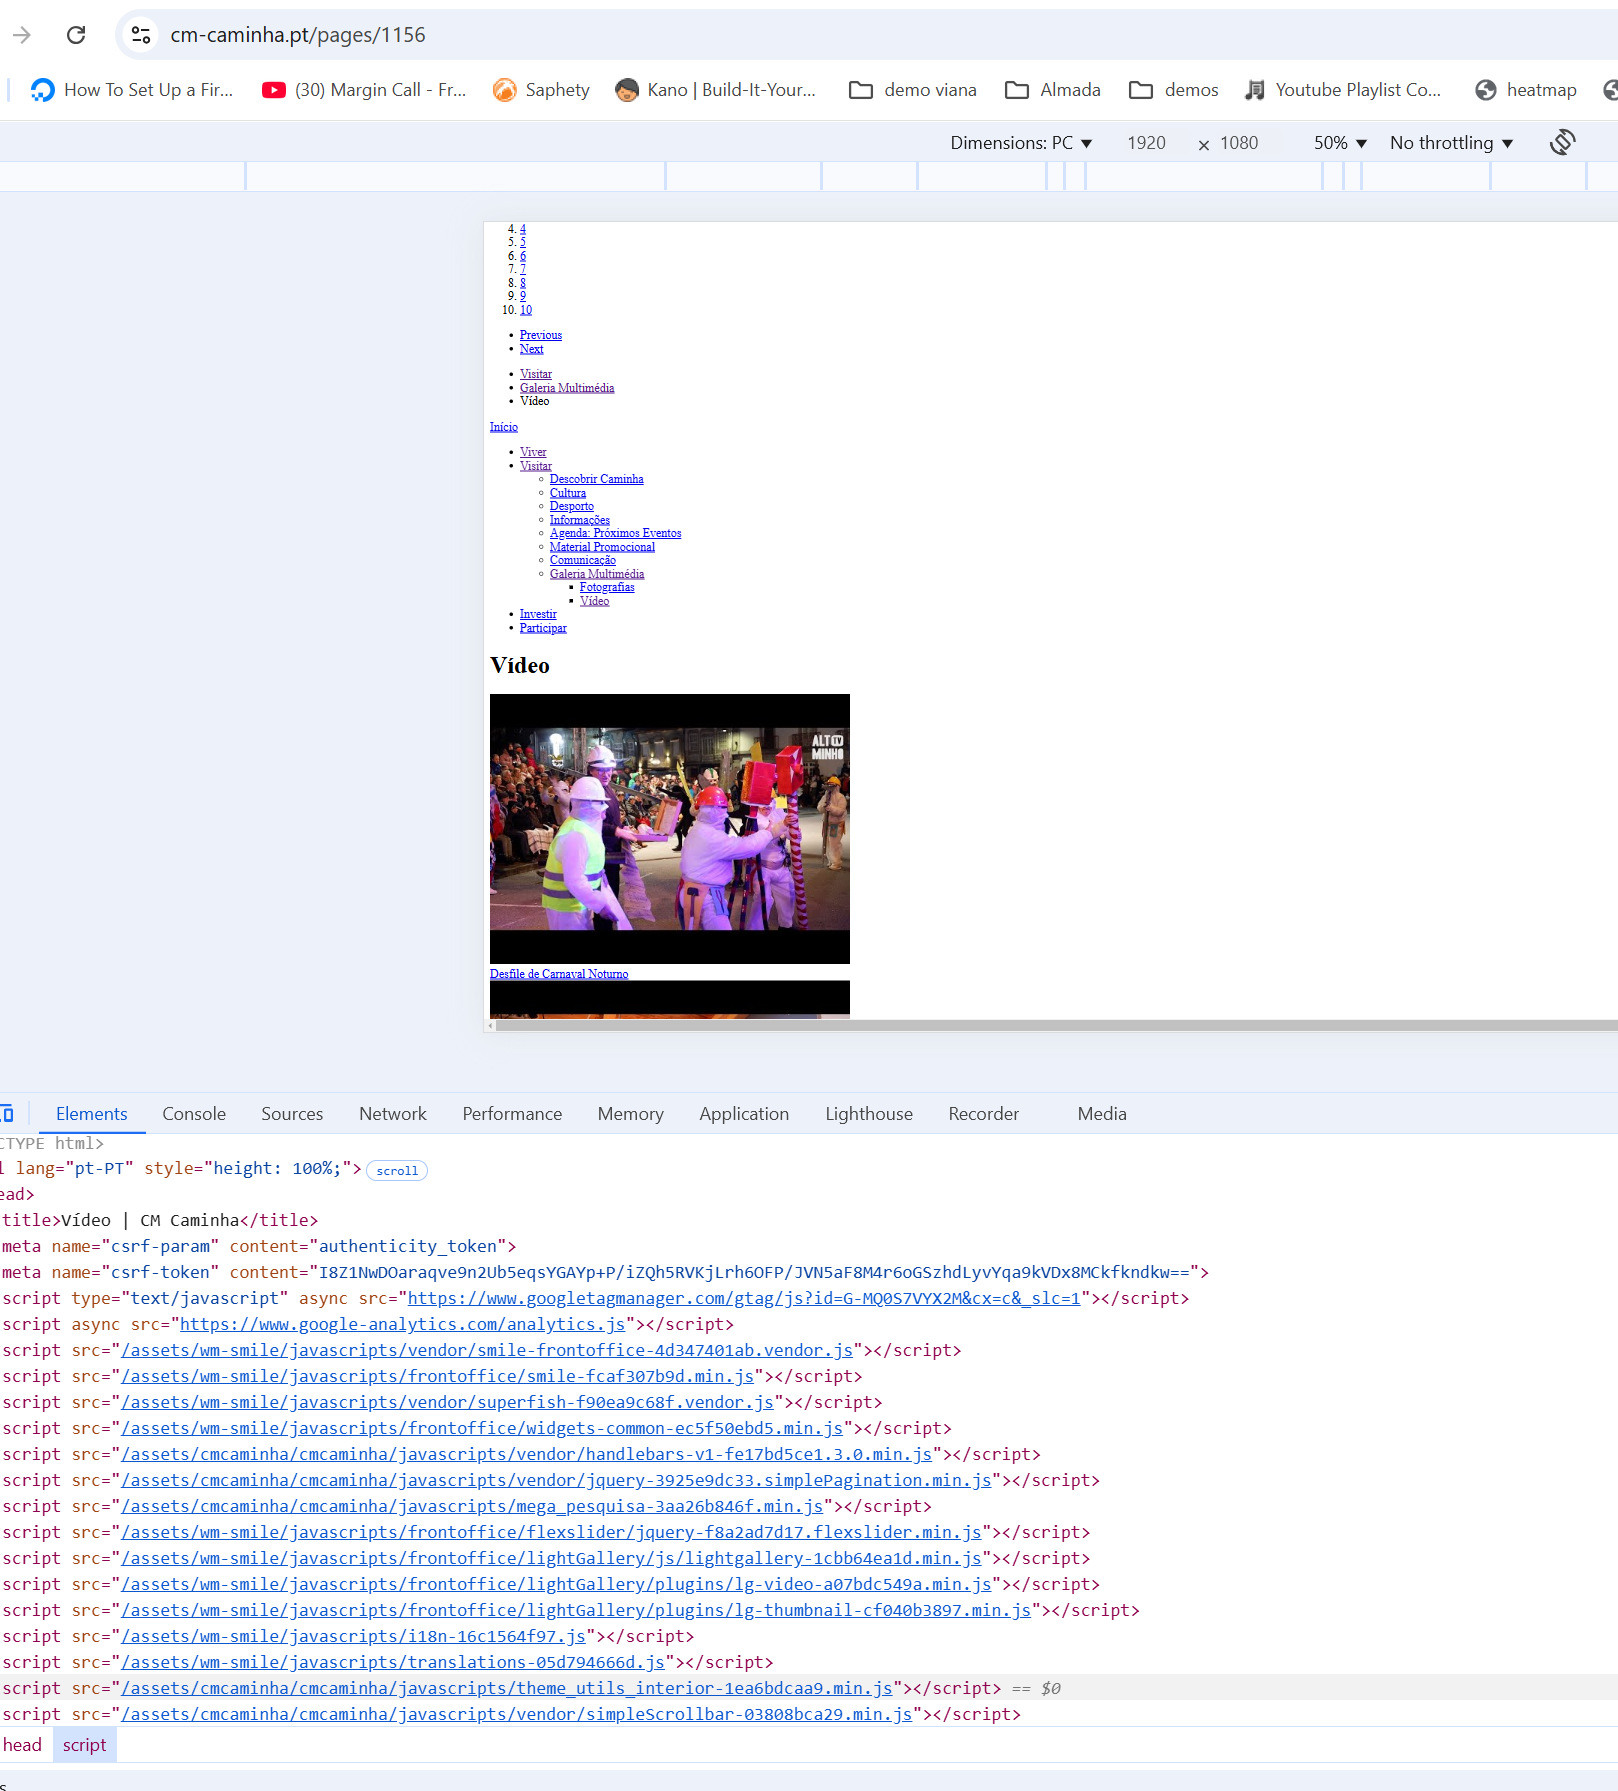 cm-caminha.pt/pages/1156
How To Set Up a Fir... (30) Margin Call - Fr... Saphety Kano | Build-It-Your... demo viana Almada demos Youtube Playlist Co... heatmap
Dimensions: PC ▼ 1920 × 1080 50% ▼ No throttling ▼
4. 4
5. 5
6. 6
7. 7
8. 8
9. 9
10. 10
• Previous
• Next
• Visitar
• Galeria Multimédia
• Vídeo
Início
• Viver
• Visitar
◦ Descobrir Caminha
◦ Cultura
◦ Desporto
◦ Informações
◦ Agenda: Próximos Eventos
◦ Material Promocional
◦ Comunicação
◦ Galeria Multimédia
▪ Fotografias
▪ Vídeo
• Investir
• Participar
Vídeo
ALTO
MINHO
Desfile de Carnaval Noturno
Elements Console Sources Network Performance Memory Application Lighthouse Recorder Media
CTYPE html>
l lang="pt-PT" style="height: 100%;"> scroll
ead>
title>Vídeo | CM Caminha</title>
meta name="csrf-param" content="authenticity_token">
meta name="csrf-token" content="I8Z1NwDOaraqve9n2Ub5eqsYGAYp+P/iZQh5RVKjLrh6OFP/JVN5aF8M4r6oGSzhdLyvYqa9kVDx8MCkfkndkw==">
script type="text/javascript" async src="https://www.googletagmanager.com/gtag/js?id=G-MQ0S7VYX2M&cx=c&_slc=1"></script>
script async src="https://www.google-analytics.com/analytics.js"></script>
script src="/assets/wm-smile/javascripts/vendor/smile-frontoffice-4d347401ab.vendor.js"></script>
script src="/assets/wm-smile/javascripts/frontoffice/smile-fcaf307b9d.min.js"></script>
script src="/assets/wm-smile/javascripts/vendor/superfish-f90ea9c68f.vendor.js"></script>
script src="/assets/wm-smile/javascripts/frontoffice/widgets-common-ec5f50ebd5.min.js"></script>
script src="/assets/cmcaminha/cmcaminha/javascripts/vendor/handlebars-v1-fe17bd5ce1.3.0.min.js"></script>
script src="/assets/cmcaminha/cmcaminha/javascripts/vendor/jquery-3925e9dc33.simplePagination.min.js"></script>
script src="/assets/cmcaminha/cmcaminha/javascripts/mega_pesquisa-3aa26b846f.min.js"></script>
script src="/assets/wm-smile/javascripts/frontoffice/flexslider/jquery-f8a2ad7d17.flexslider.min.js"></script>
script src="/assets/wm-smile/javascripts/frontoffice/lightGallery/js/lightgallery-1cbb64ea1d.min.js"></script>
script src="/assets/wm-smile/javascripts/frontoffice/lightGallery/plugins/lg-video-a07bdc549a.min.js"></script>
script src="/assets/wm-smile/javascripts/frontoffice/lightGallery/plugins/lg-thumbnail-cf040b3897.min.js"></script>
script src="/assets/wm-smile/javascripts/i18n-16c1564f97.js"></script>
script src="/assets/wm-smile/javascripts/translations-05d794666d.js"></script>
script src="/assets/cmcaminha/cmcaminha/javascripts/theme_utils_interior-1ea6bdcaa9.min.js"></script> == $0
script src="/assets/cmcaminha/cmcaminha/javascripts/vendor/simpleScrollbar-03808bca29.min.js"></script>
head script